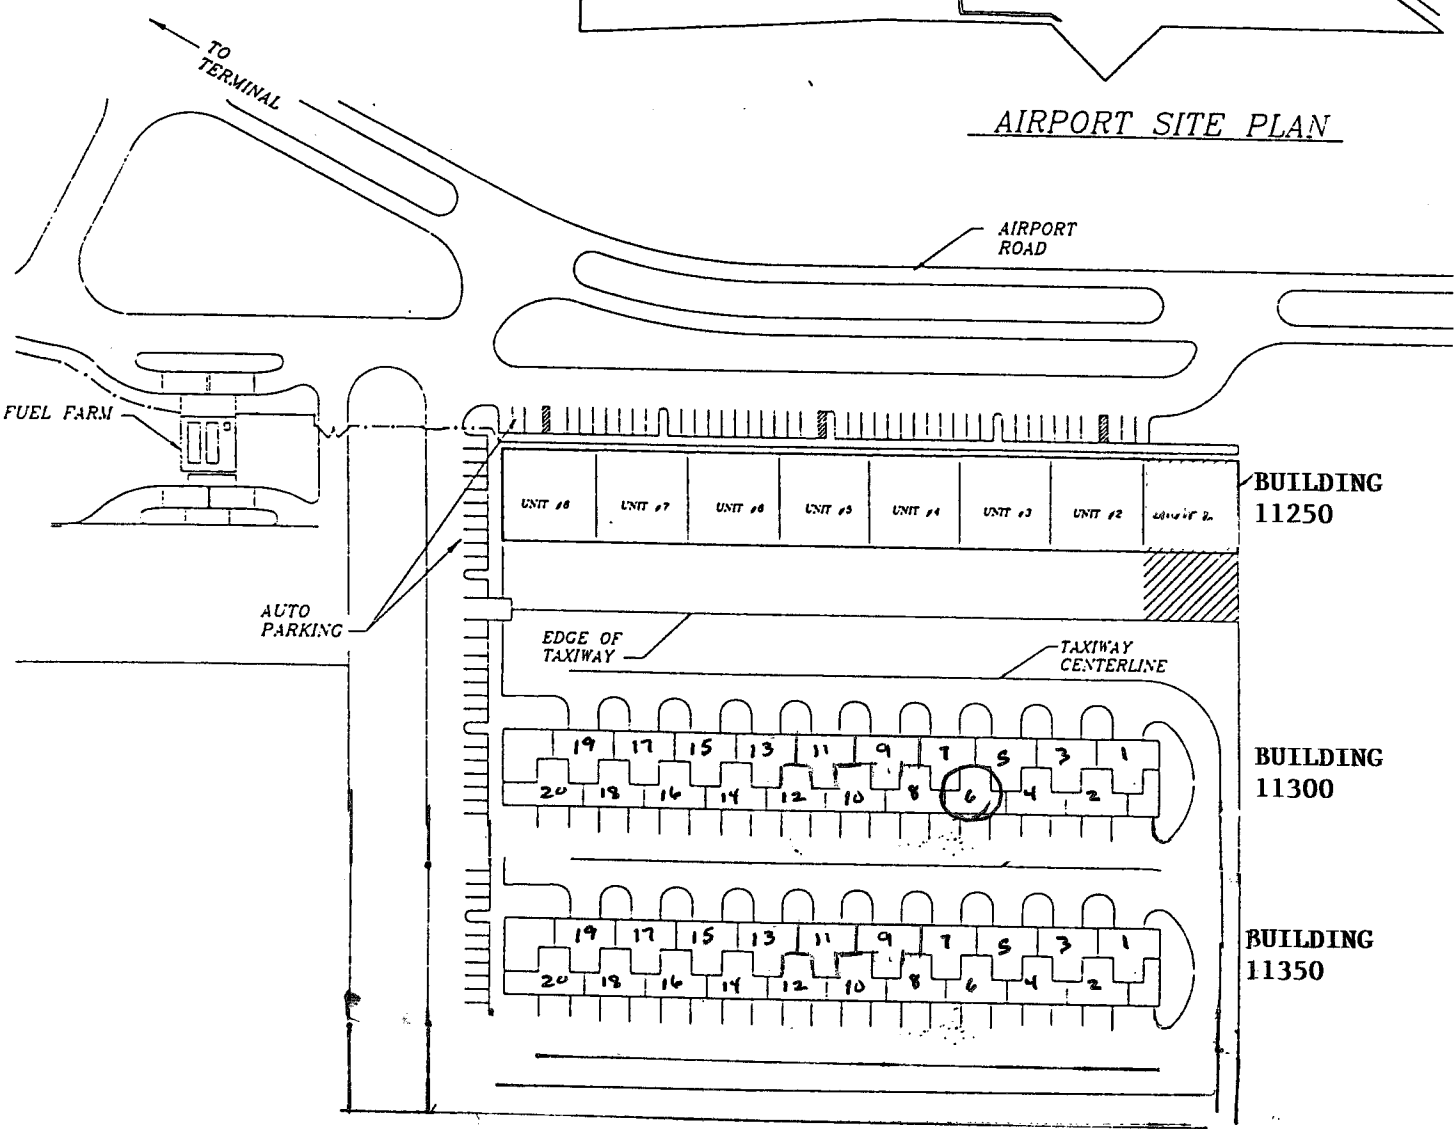 TO
TERMINAL
AIRPORT SITE PLAN
AIRPORT
ROAD
FUEL FARM
BUILDING
11250
UNIT #8 UNIT #7 UNIT #6 UNIT #5 UNIT #4 UNIT #3 UNIT #2
AUTO
PARKING
EDGE OF
TAXIWAY
TAXIWAY
CENTERLINE
19 17 15 13 11 9 7 5 3 1
20 18 16 14 12 10 8 6 4 2
BUILDING
11300
19 17 15 13 11 9 7 5 3 1
20 18 16 14 12 10 8 6 4 2
BUILDING
11350